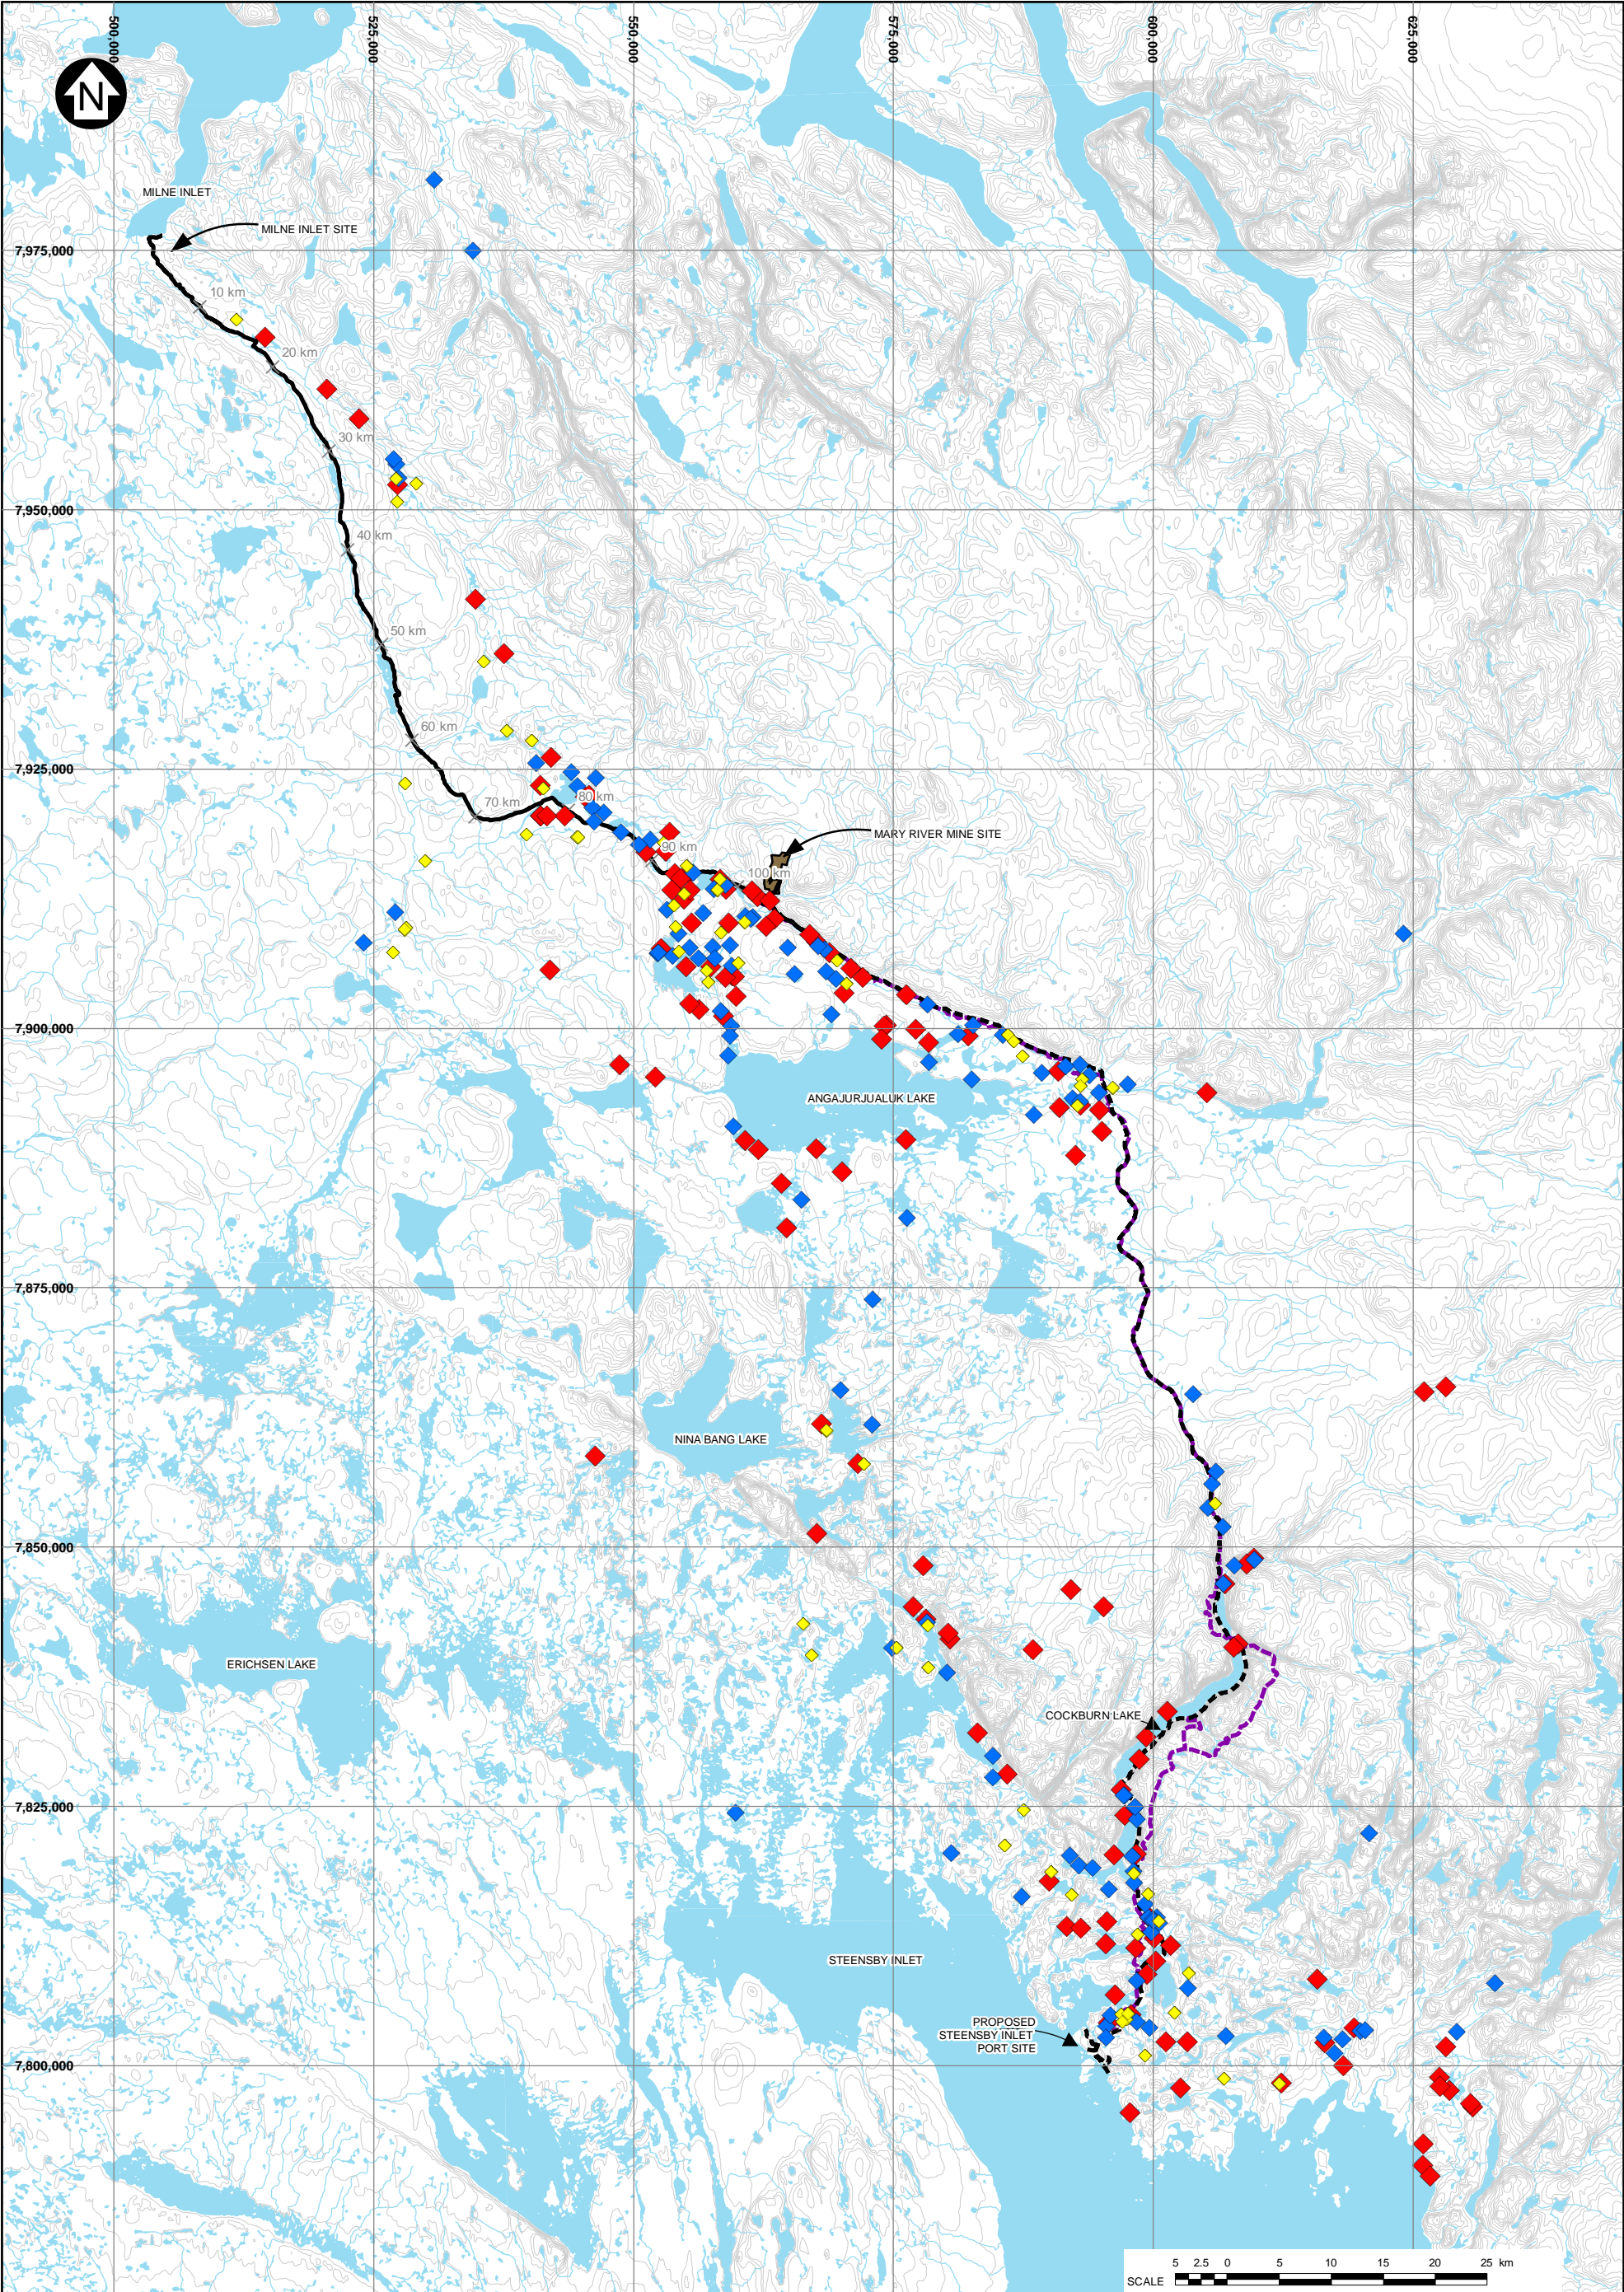 500,000
525,000
550,000
575,000
600,000
625,000
N
MILNE INLET
MILNE INLET SITE
7,975,000
10 km
20 km
30 km
7,950,000
40 km
50 km
60 km
7,925,000
70 km
80 km
MARY RIVER MINE SITE
90 km
100 km
7,900,000
ANGAJURJUALUK LAKE
7,875,000
NINA BANG LAKE
7,850,000
ERICHSEN LAKE
COCKBURN LAKE
7,825,000
STEENSBY INLET
PROPOSED
STEENSBY INLET
PORT SITE
7,800,000
5 2.5 0 5 10 15 20 25 km
SCALE